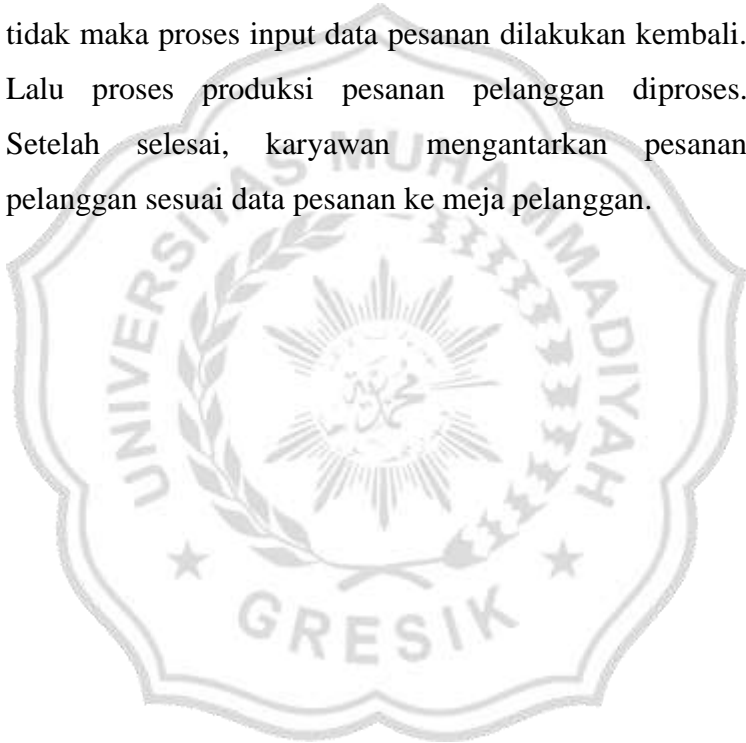 tidak maka proses input data pesanan dilakukan kembali.
Lalu proses produksi pesanan pelanggan diproses.
Setelah selesai, karyawan mengantarkan pesanan
pelanggan sesuai data pesanan ke meja pelanggan.
UNIVERSITAS MUHAMMADIYAH
محمدية
GRESIK